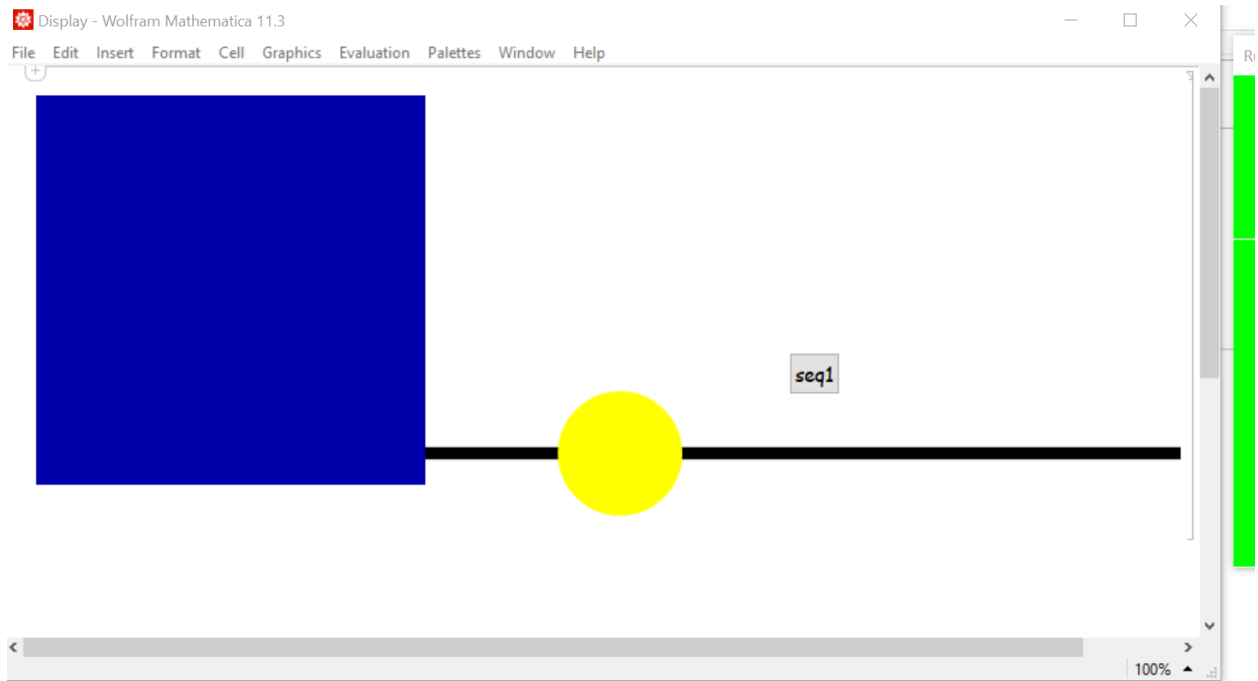 Display - Wolfram Mathematica 11.3
File Edit Insert Format Cell Graphics Evaluation Palettes Window Help
seq1
100%